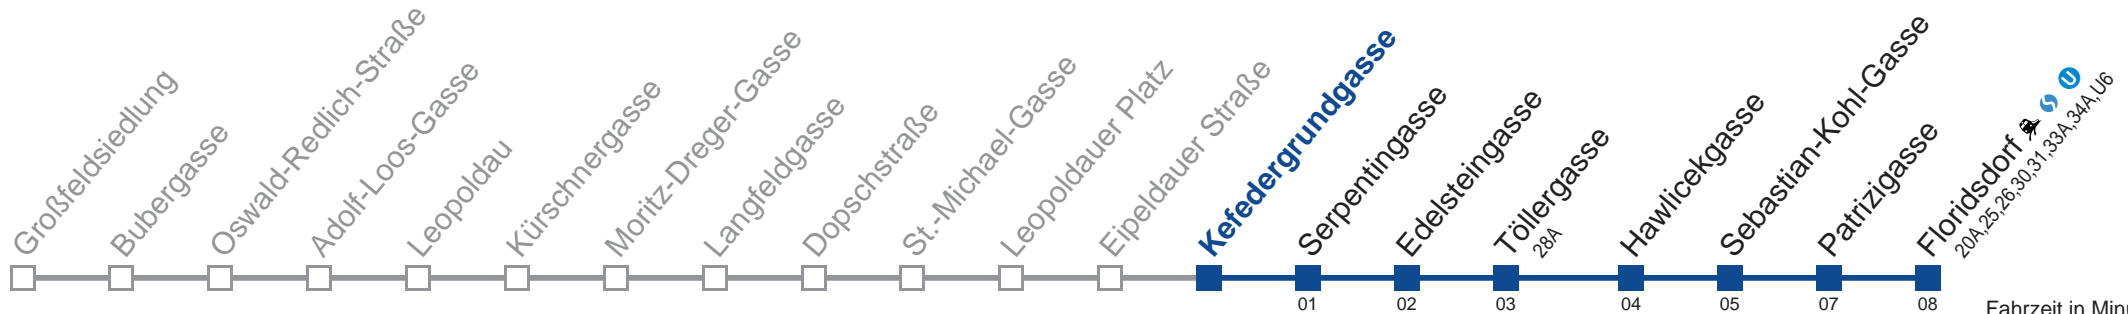 Großfeldsiedlung
Bubergasse
Oswald-Redlich-Straße
Adolf-Loos-Gasse
Leopoldau
Kürschnergasse
Moritz-Dreger-Gasse
Langfeldgasse
Dopschstraße
St.-Michael-Gasse
Leopoldauer Platz
Eipeldauer Straße
Kefedergrundgasse
Serpentingasse
01
Edelsteingasse
02
Töllergasse
28A
03
Hawlicekgasse
04
Sebastian-Kohl-Gasse
05
Patrizigasse
07
Floridsdorf S U
20A,25,26,30,31,33A,34A,U6
08
Fahrzeit in